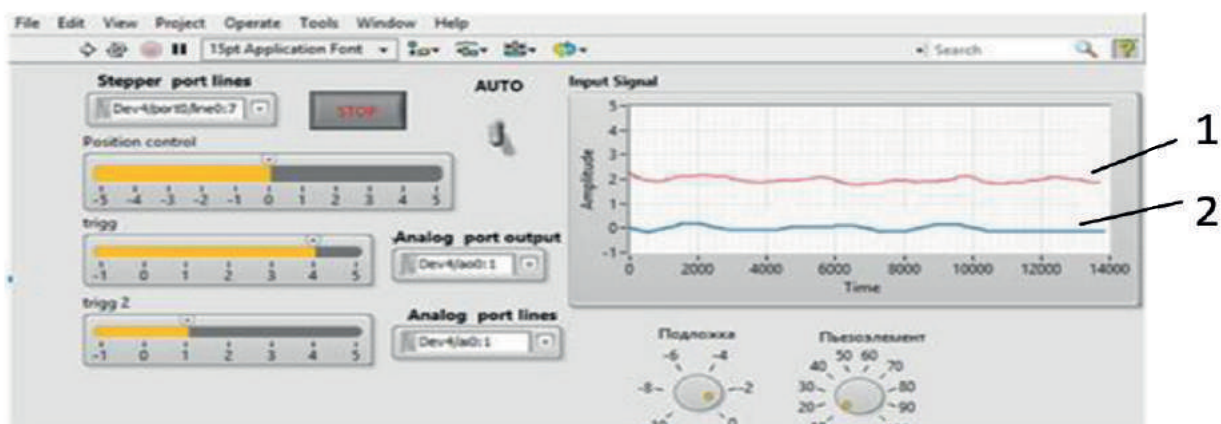 File Edit View Project Operate Tools Window Help
15pt Application Font
Search
Stepper port lines
STOP
AUTO
Input Signal
Position control
-5 -4 -3 -2 -1 0 1 2 3 4 5
trigg
-1 0 1 2 3 4 5
Analog port output
Dev4/ao0:1
trigg 2
-1 0 1 2 3 4 5
Analog port lines
Dev4/ai0:1
Amplitude
5
4
3
2
1
0
-1
0 2000 4000 6000 8000 10000 12000 14000
Time
1
2
Подложка
-6 -4
-8 -2
0
Пьезоэлемент
50 60
40 70
30 80
20 90